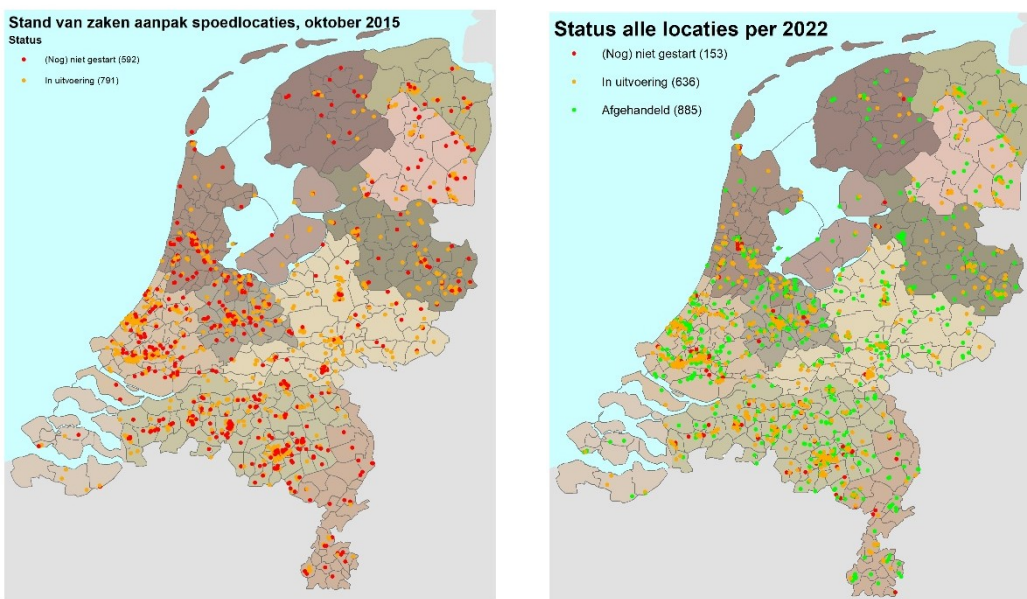 Stand van zaken aanpak spoedlocaties, oktober 2015
Status
(Nog) niet gestart (592)
In uitvoering (791)
Status alle locaties per 2022
(Nog) niet gestart (153)
In uitvoering (636)
Afgehandeld (885)